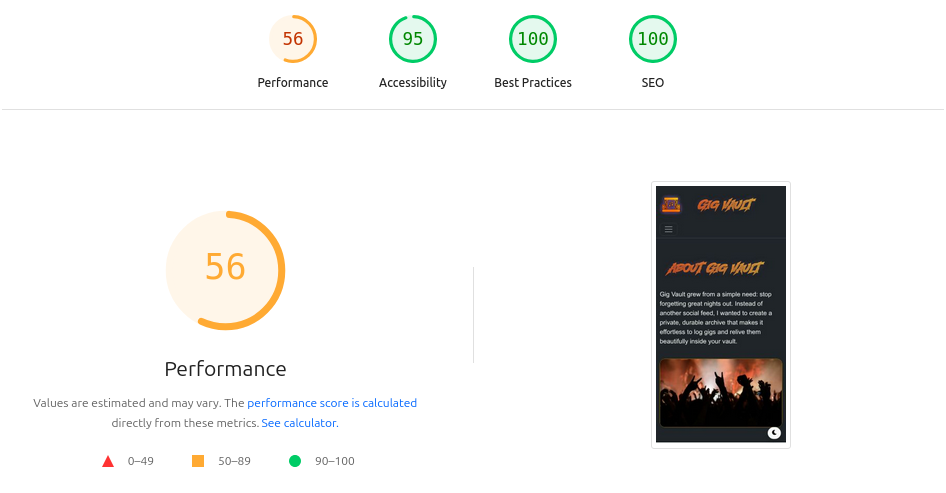 56
95
100
100
Performance
Accessibility
Best Practices
SEO
56
Performance
Values are estimated and may vary. The performance score is calculated
directly from these metrics. See calculator.
0–49
50–89
90–100
Gig Vault
About Gig Vault
Gig Vault grew from a simple need: stop
forgetting great nights out. Instead of
another social feed, I wanted to create a
private, durable archive that makes it
effortless to log gigs and relive them
beautifully inside your vault.